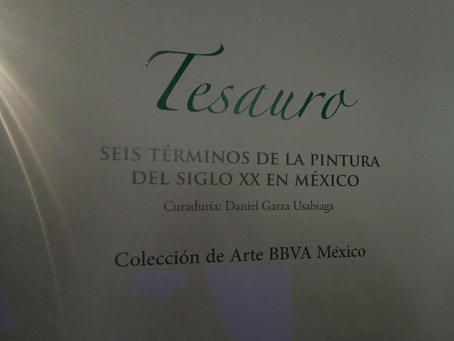 Tesauro
SEIS TÉRMINOS DE LA PINTURA
DEL SIGLO XX EN MÉXICO
Curaduría: Daniel Garza Usabiaga
Colección de Arte BBVA México